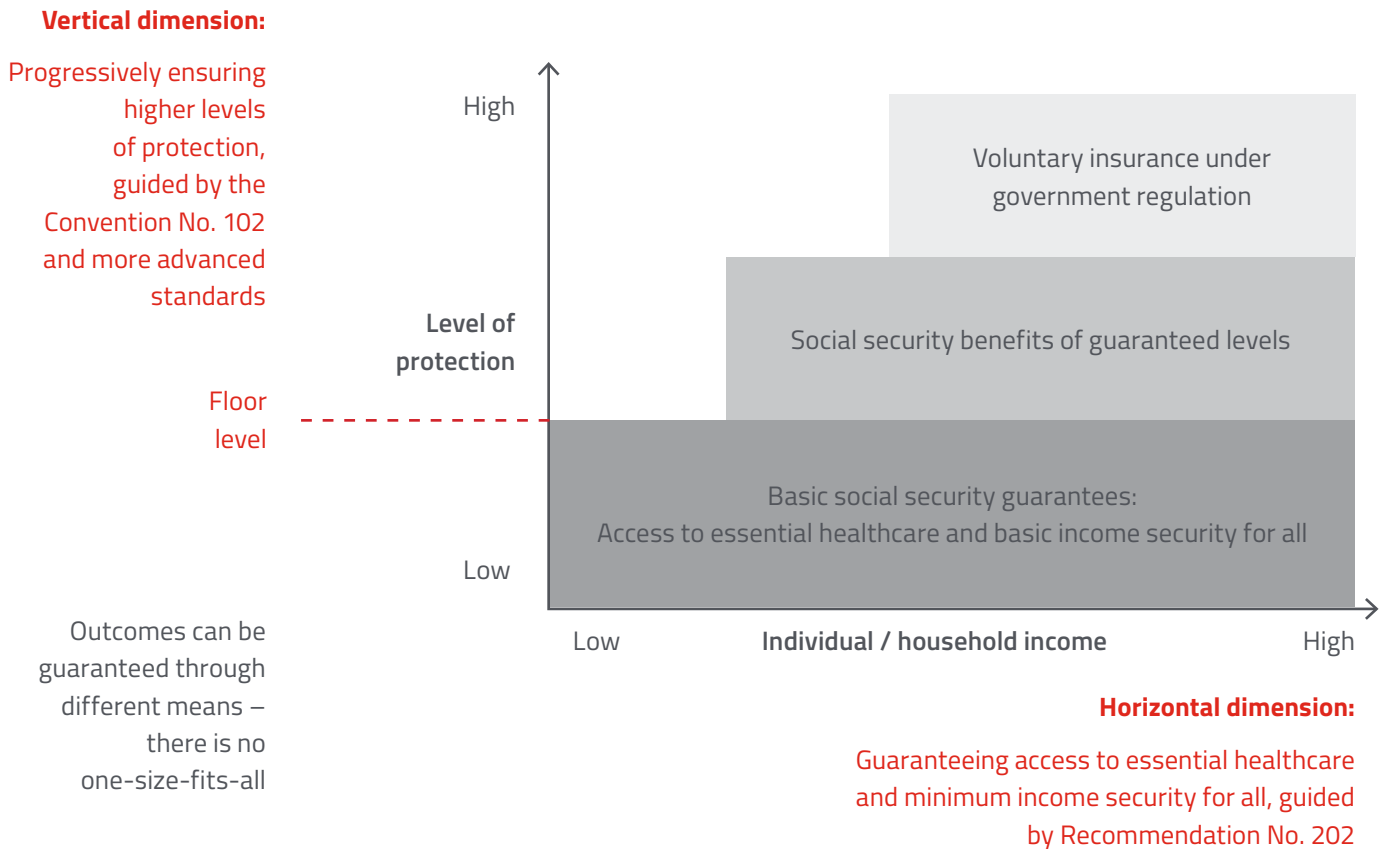 Vertical dimension:
Progressively ensuring
higher levels
of protection,
guided by the
Convention No. 102
and more advanced
standards
Floor
level
Outcomes can be
guaranteed through
different means –
there is no
one-size-fits-all
High
Level of
protection
Low
Voluntary insurance under
government regulation
Social security benefits of guaranteed levels
Basic social security guarantees:
Access to essential healthcare and basic income security for all
Low
Individual / household income
High
Horizontal dimension:
Guaranteeing access to essential healthcare
and minimum income security for all, guided
by Recommendation No. 202